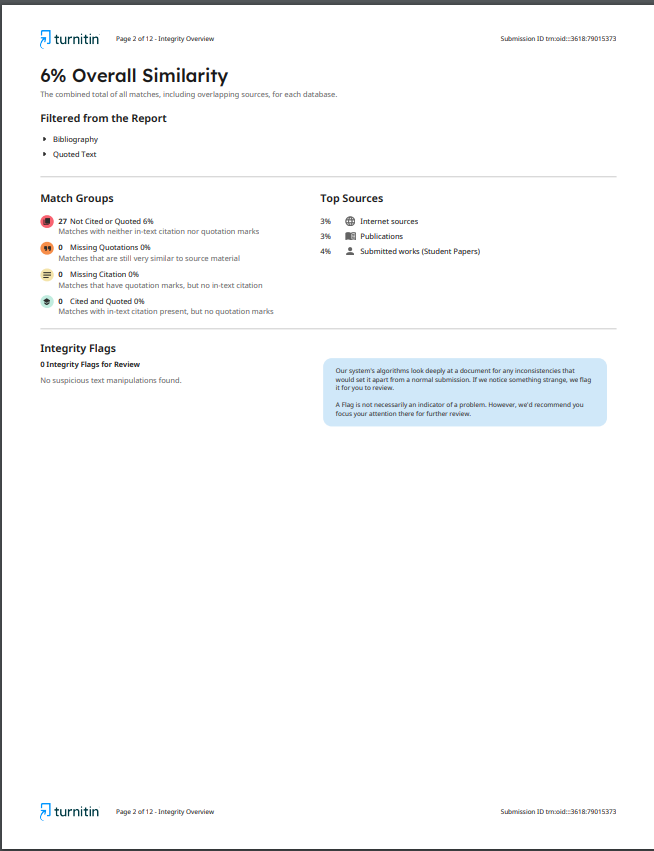 turnitin Page 2 of 12 - Integrity Overview Submission ID trn:oid:::3618:79015373
6% Overall Similarity
The combined total of all matches, including overlapping sources, for each database.
Filtered from the Report
Bibliography
Quoted Text
Match Groups
27 Not Cited or Quoted 6%
Matches with neither in-text citation nor quotation marks
0 Missing Quotations 0%
Matches that are still very similar to source material
0 Missing Citation 0%
Matches that have quotation marks, but no in-text citation
0 Cited and Quoted 0%
Matches with in-text citation present, but no quotation marks
Top Sources
3% Internet sources
3% Publications
4% Submitted works (Student Papers)
Integrity Flags
0 Integrity Flags for Review
No suspicious text manipulations found.
Our system's algorithms look deeply at a document for any inconsistencies that
would set it apart from a normal submission. If we notice something strange, we flag
it for you to review.
A Flag is not necessarily an indicator of a problem. However, we'd recommend you
focus your attention there for further review.
turnitin Page 2 of 12 - Integrity Overview Submission ID trn:oid:::3618:79015373